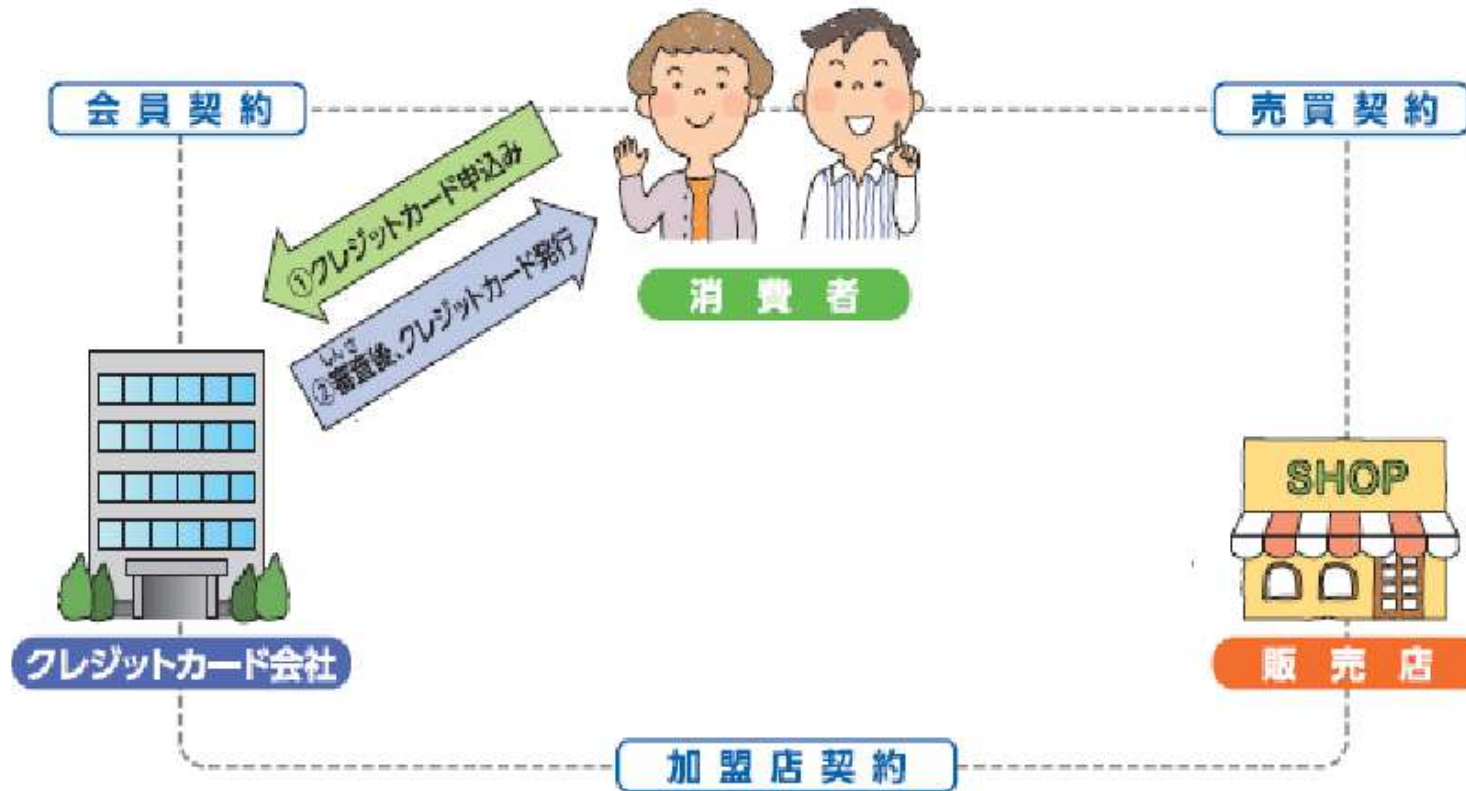 会員契約
売買契約
①クレジットカード申込み
しんさ
②審査後、クレジットカード発行
消費者
SHOP
クレジットカード会社
販売店
加盟店契約